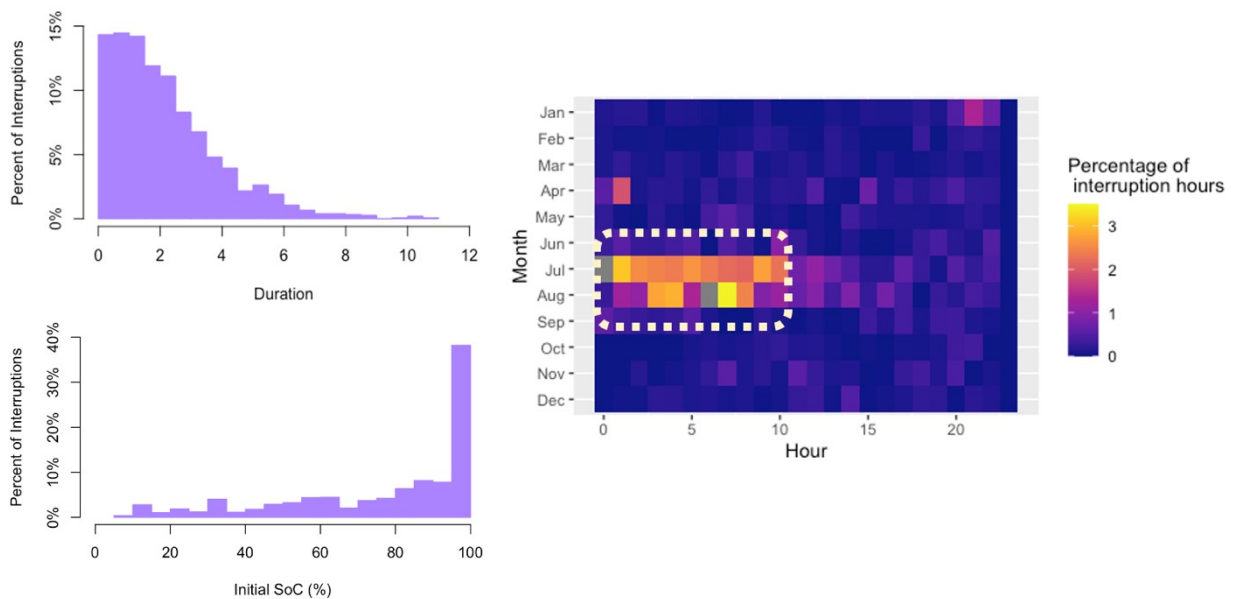 Percent of Interruptions
15%
10%
5%
0%
0 2 4 6 8 10 12
Duration
Percent of Interruptions
40%
30%
20%
10%
0%
0 20 40 60 80 100
Initial SoC (%)
Month
Jan
Feb
Mar
Apr
May
Jun
Jul
Aug
Sep
Oct
Nov
Dec
0 5 10 15 20
Hour
Percentage of
interruption hours
3
2
1
0